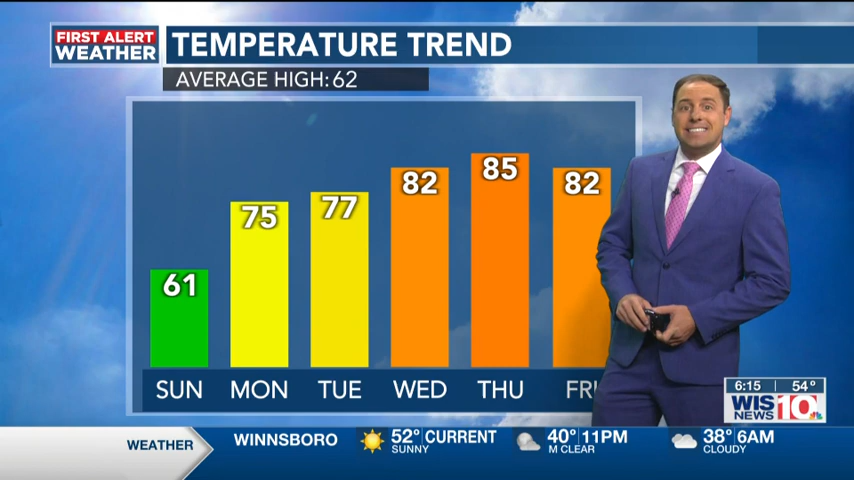 FIRST ALERT
WEATHER
TEMPERATURE TREND
AVERAGE HIGH: 62
61
75
77
82
85
82
SUN
MON
TUE
WED
THU
FRI
6:15 54°
WIS
NEWS 10
WEATHER
WINNSBORO
52° CURRENT
SUNNY
40° 11PM
M CLEAR
38° 6AM
CLOUDY